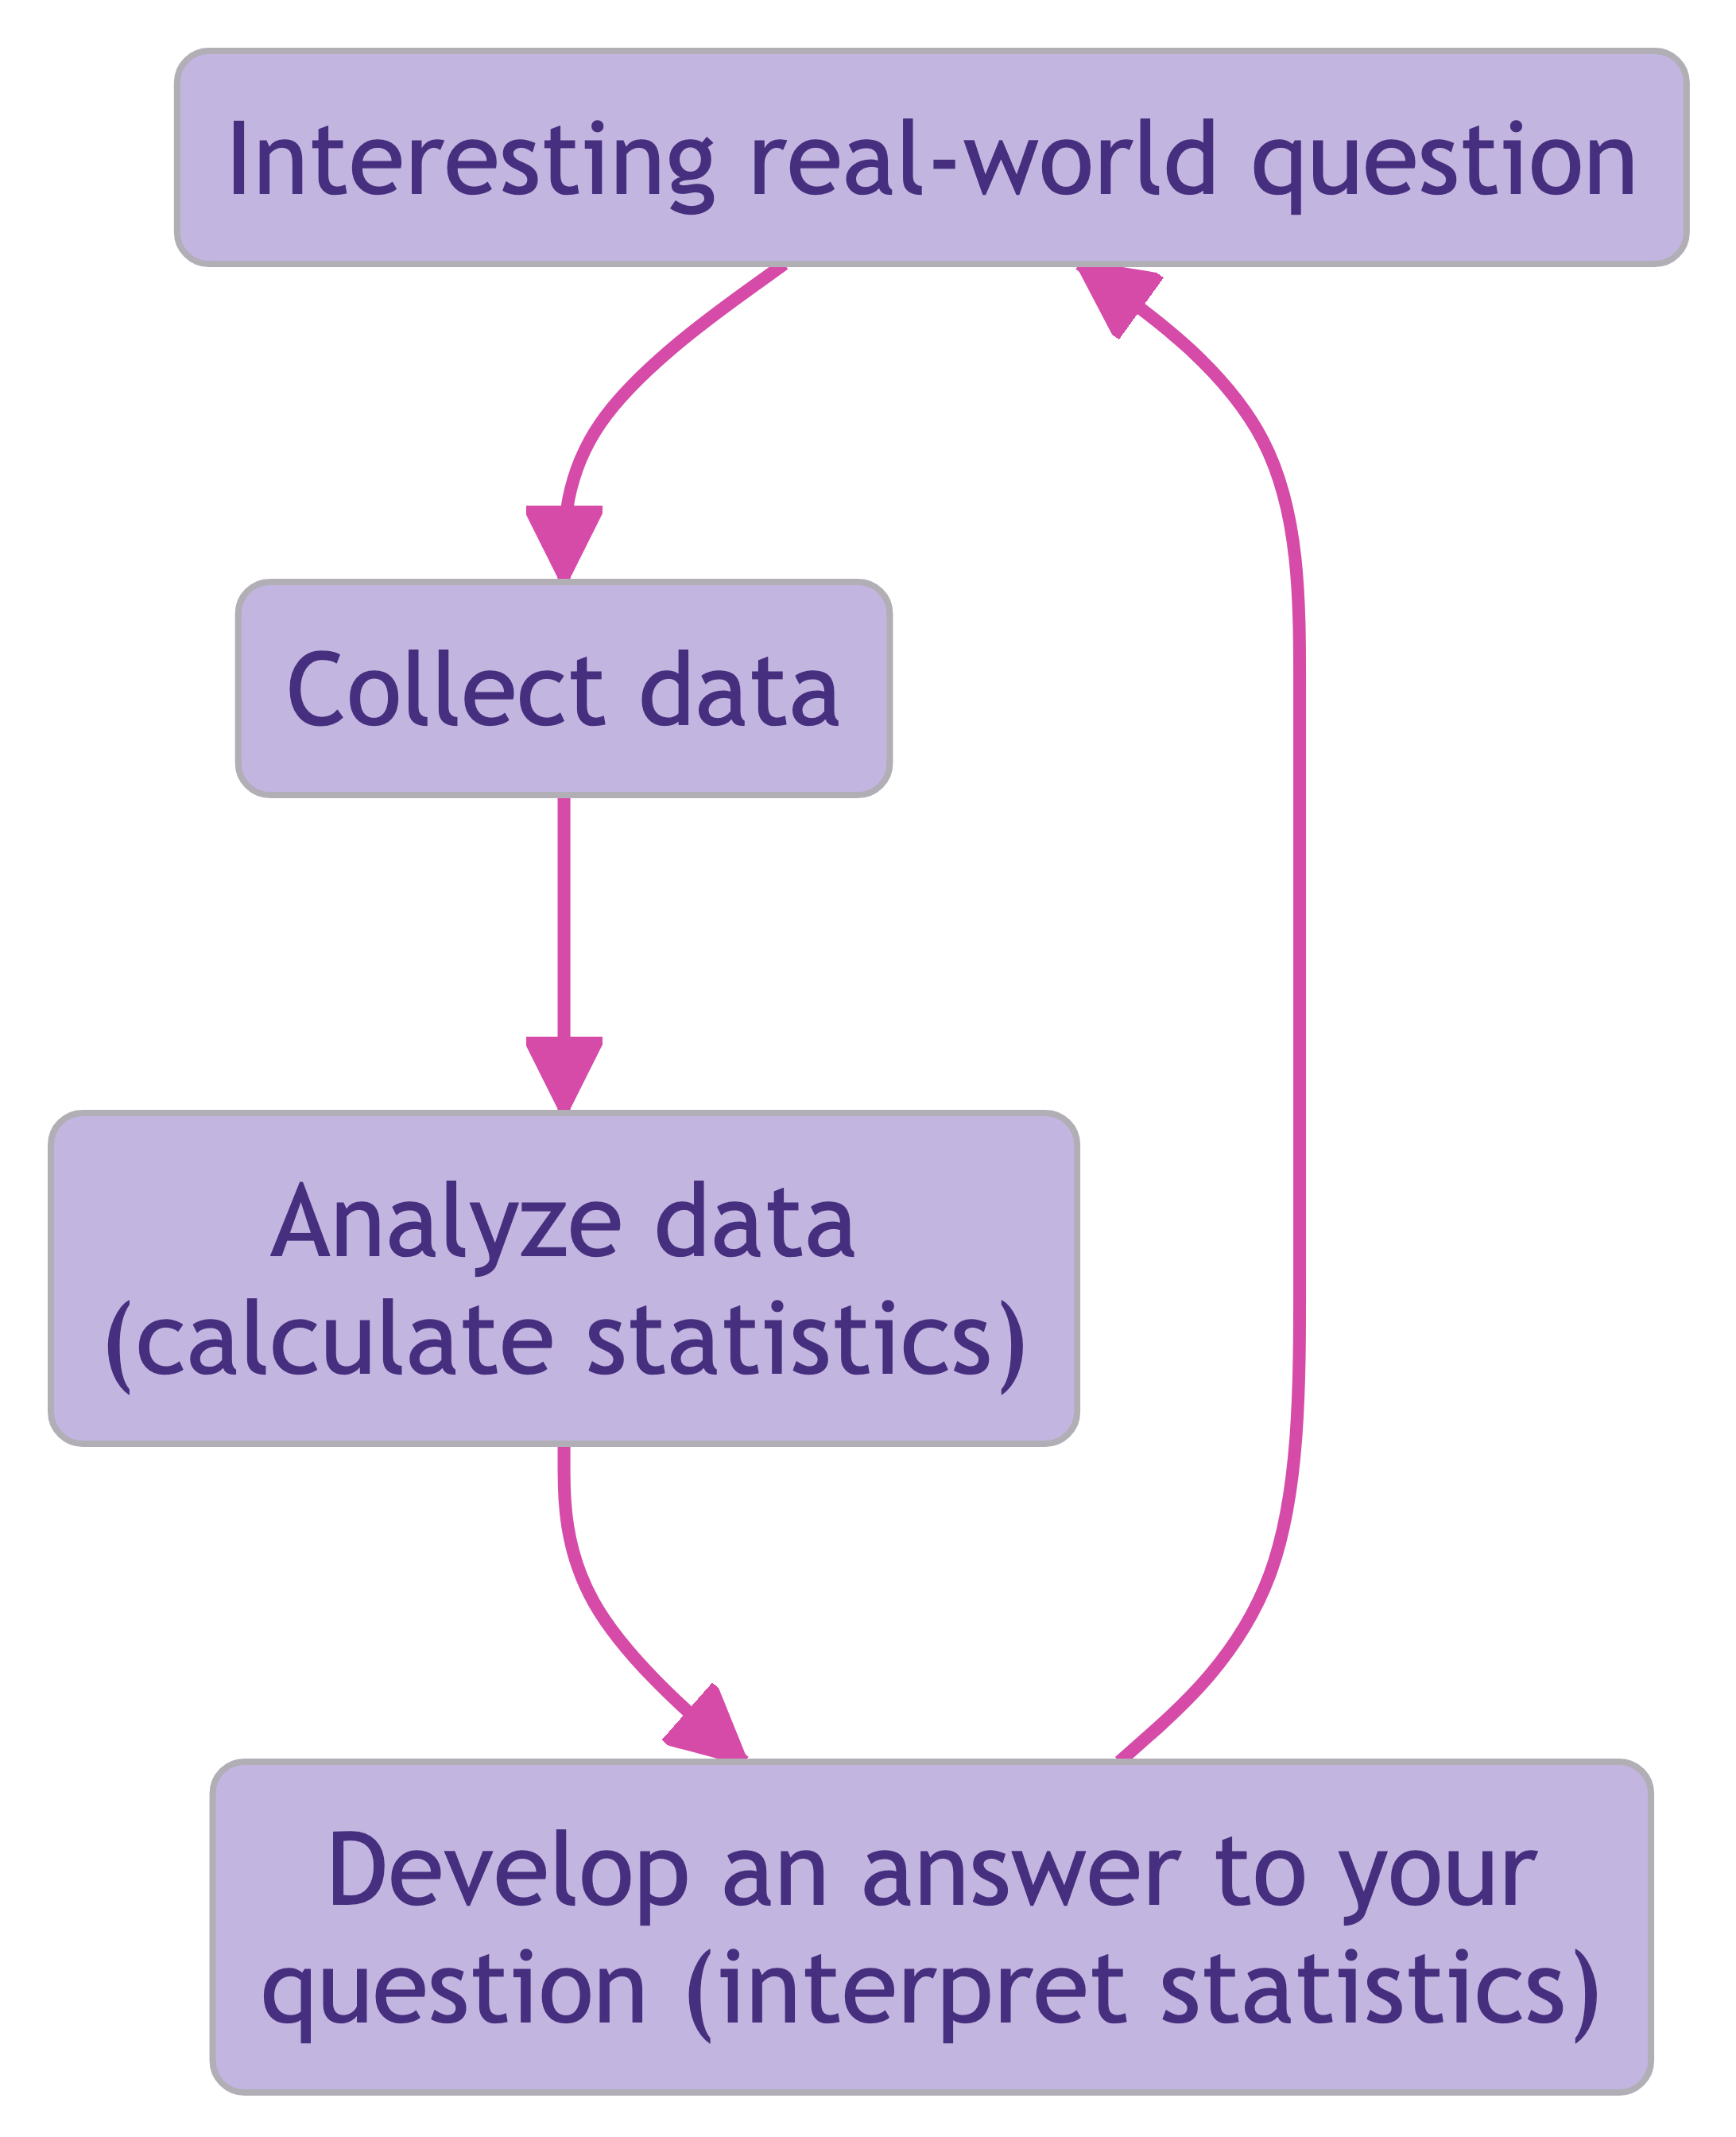 Interesting real-world question
Collect data
Analyze data
(calculate statistics)
Develop an answer to your
question (interpret statistics)